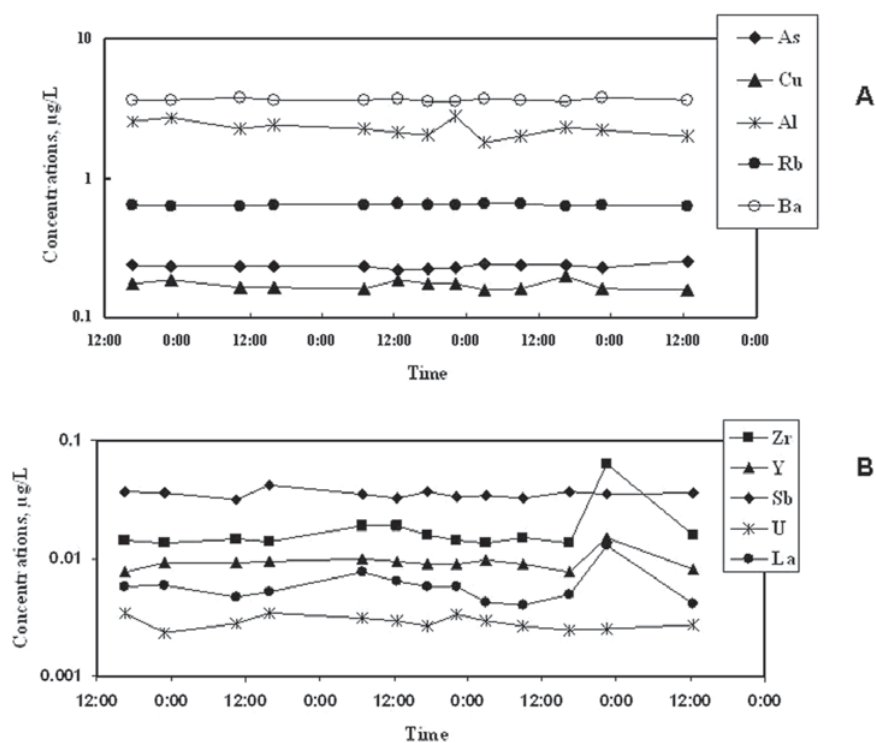 10
1
0.1
Concentrations, µg/L
12:00 0:00 12:00 0:00 12:00 0:00 12:00 0:00 12:00 0:00
Time
As
Cu
Al
Rb
Ba
A
0.1
0.01
0.001
Concentrations, µg/L
12:00 0:00 12:00 0:00 12:00 0:00 12:00 0:00 12:00 0:00
Time
Zr
Y
Sb
U
La
B